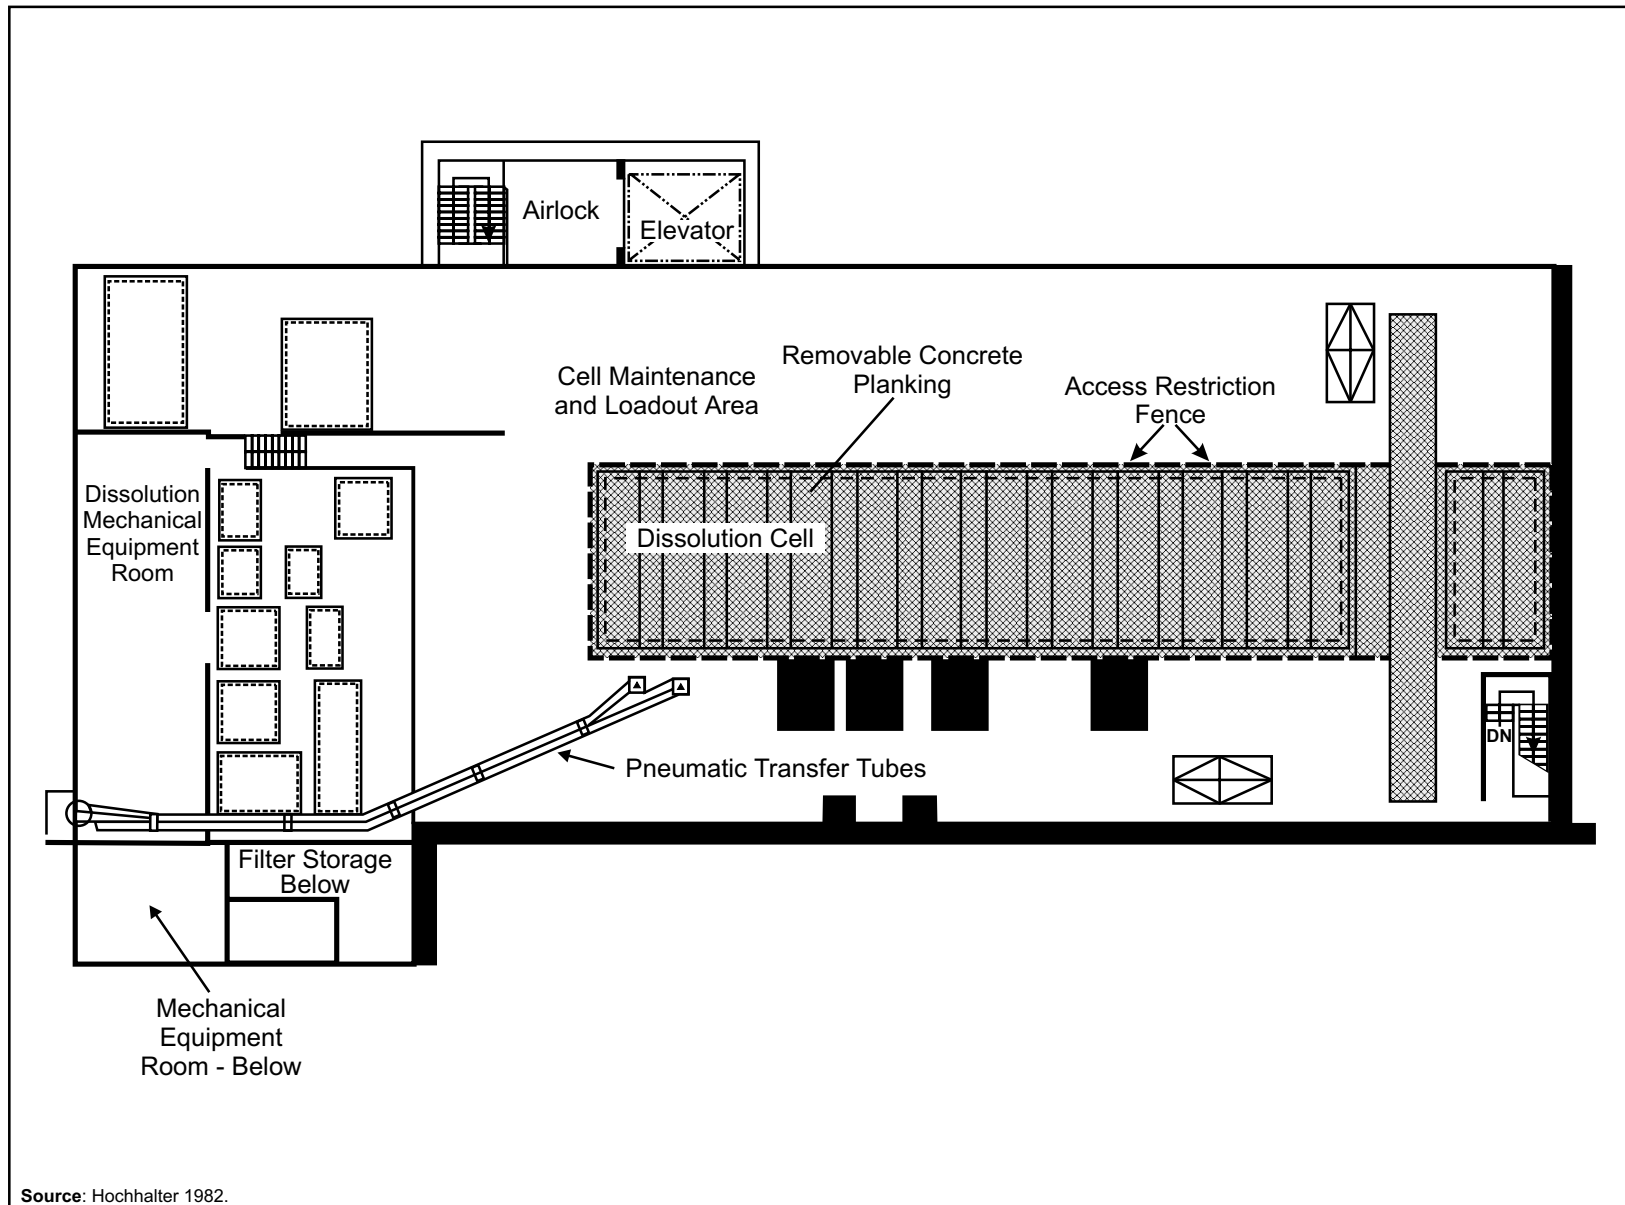 Airlock
Elevator
Removable Concrete
Planking
Cell Maintenance
and Loadout Area
Access Restriction
Fence
Dissolution
Mechanical
Equipment
Room
Dissolution Cell
DN
Pneumatic Transfer Tubes
Filter Storage
Below
Mechanical
Equipment
Room - Below
Source: Hochhalter 1982.